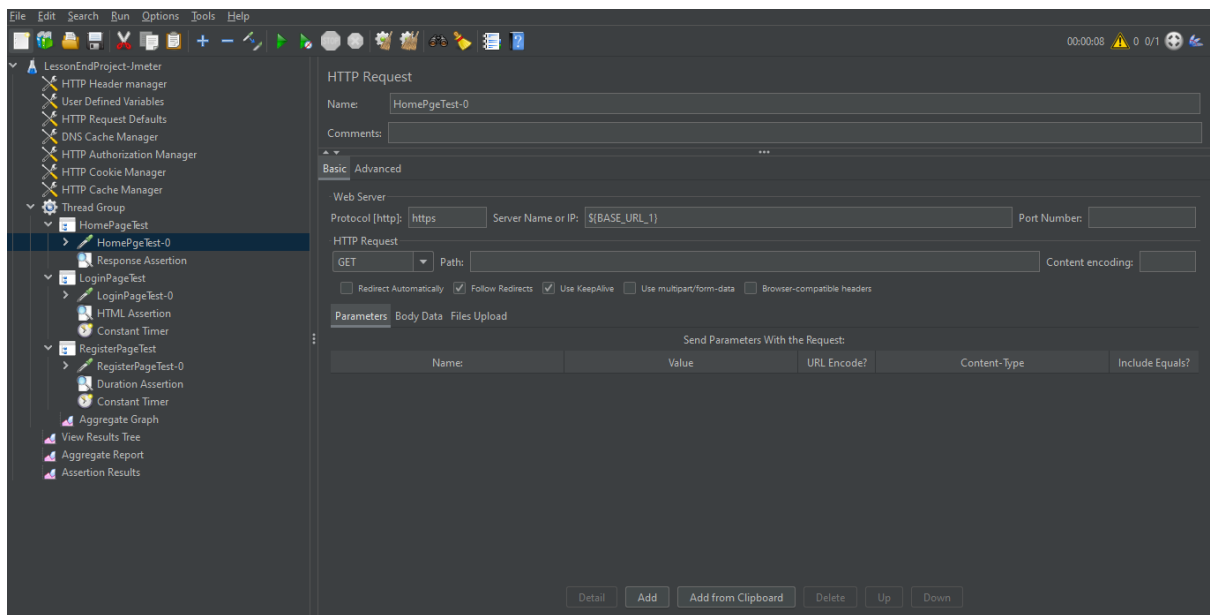 File Edit Search Run Options Tools Help
00:00:08 0 0/1
LessonEndProject-Jmeter
HTTP Header manager
User Defined Variables
HTTP Request Defaults
DNS Cache Manager
HTTP Authorization Manager
HTTP Cookie Manager
HTTP Cache Manager
Thread Group
HomePageTest
HomePgeTest-0
Response Assertion
LoginPageTest
LoginPageTest-0
HTML Assertion
Constant Timer
RegisterPageTest
RegisterPageTest-0
Duration Assertion
Constant Timer
Aggregate Graph
View Results Tree
Aggregate Report
Assertion Results
HTTP Request
Name: HomePgeTest-0
Comments:
Basic Advanced
Web Server
Protocol [http]: https Server Name or IP: ${BASE_URL_1} Port Number:
HTTP Request
GET Path: Content encoding:
Redirect Automatically Follow Redirects Use KeepAlive Use multipart/form-data Browser-compatible headers
Parameters Body Data Files Upload
Send Parameters With the Request:
Name: Value URL Encode? Content-Type Include Equals?
Detail Add Add from Clipboard Delete Up Down